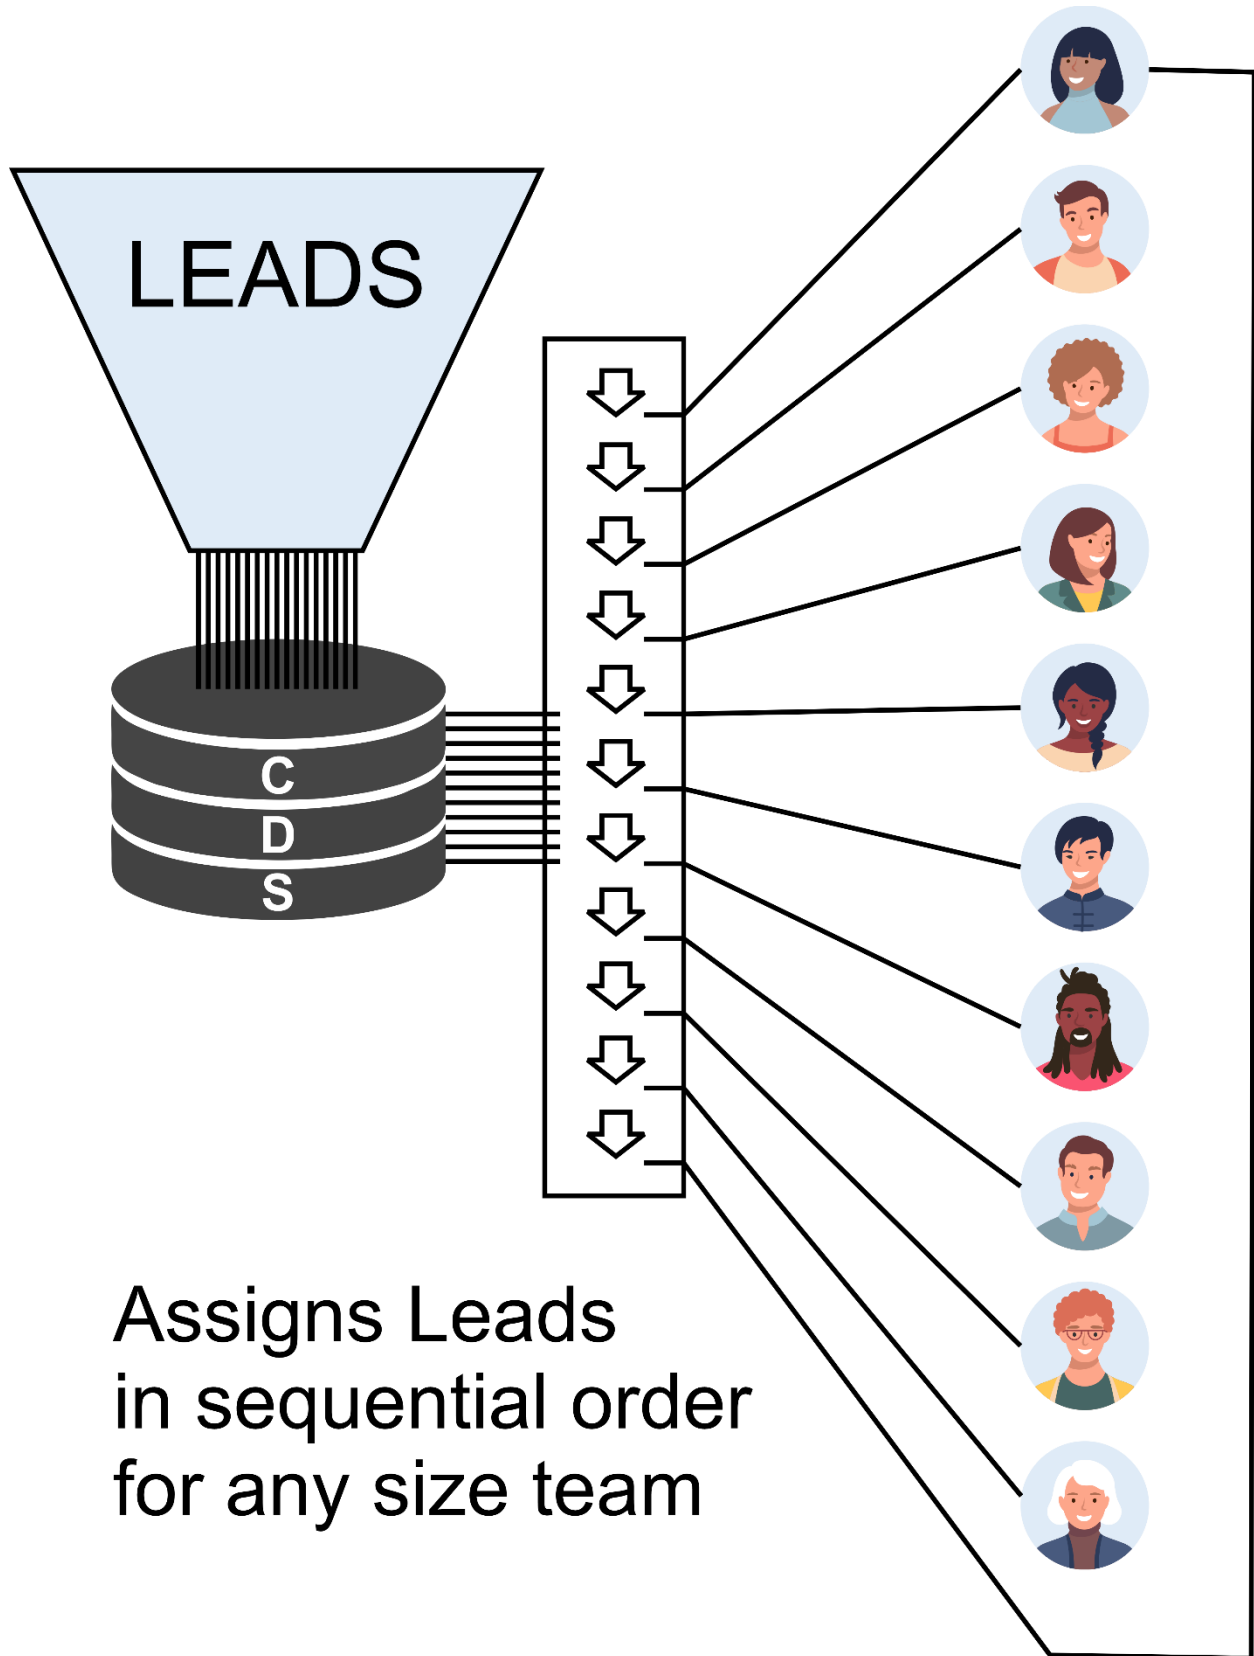 LEADS
C
D
S
Assigns Leads
in sequential order
for any size team